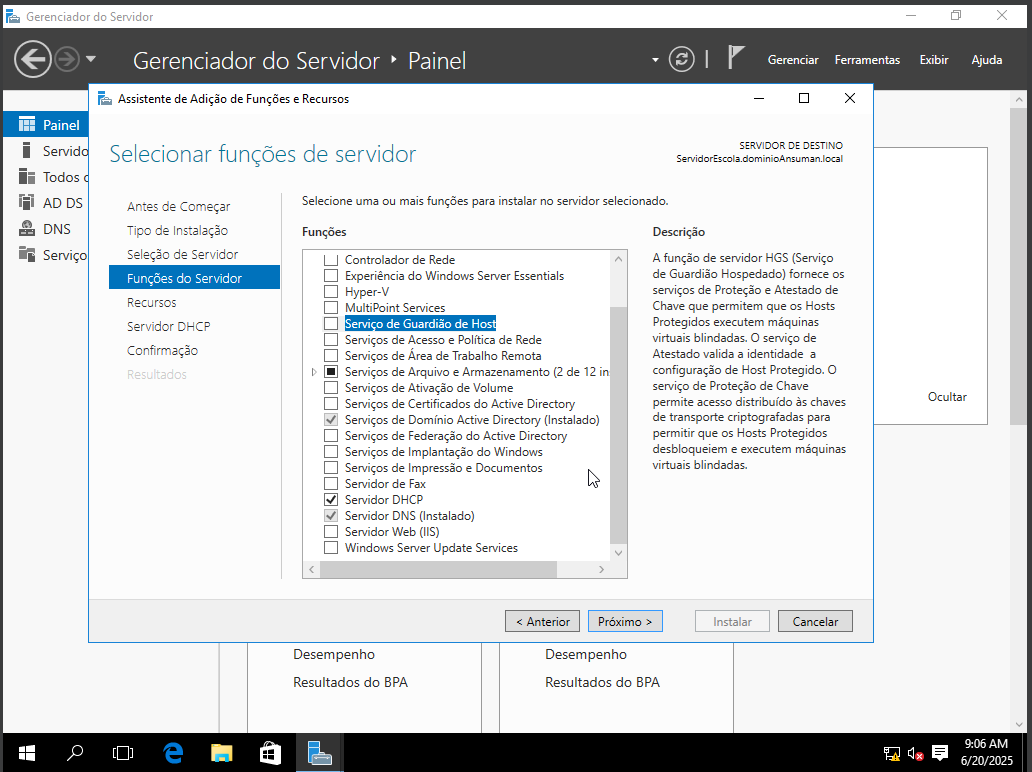 Gerenciador do Servidor
Gerenciador do Servidor Painel
Gerenciar Ferramentas Exibir Ajuda
Painel
Servido
Todos
AD DS
DNS
Serviço
Assistente de Adição de Funções e Recursos
Selecionar funções de servidor
SERVIDOR DE DESTINO
ServidorEscola.dominioAnsuman.local
Antes de Começar
Tipo de Instalação
Seleção de Servidor
Funções do Servidor
Recursos
Servidor DHCP
Confirmação
Resultados
Selecione uma ou mais funções para instalar no servidor selecionado.
Funções
Controlador de Rede
Experiência do Windows Server Essentials
Hyper-V
MultiPoint Services
Serviço de Guardião de Host
Serviços de Acesso e Política de Rede
Serviços de Área de Trabalho Remota
Serviços de Arquivo e Armazenamento (2 de 12 in
Serviços de Ativação de Volume
Serviços de Certificados do Active Directory
Serviços de Domínio Active Directory (Instalado)
Serviços de Federação do Active Directory
Serviços de Implantação do Windows
Serviços de Impressão e Documentos
Servidor de Fax
Servidor DHCP
Servidor DNS (Instalado)
Servidor Web (IIS)
Windows Server Update Services
Descrição
A função de servidor HGS (Serviço
de Guardião Hospedado) fornece os
serviços de Proteção e Atestado de
Chave que permitem que os Hosts
Protegidos executem máquinas
virtuais blindadas. O serviço de
Atestado valida a identidade a
configuração de Host Protegido. O
serviço de Proteção de Chave
permite acesso distribuído às chaves
de transporte criptografadas para
permitir que os Hosts Protegidos
desbloqueiem e executem máquinas
virtuais blindadas.
Ocultar
< Anterior Próximo > Instalar Cancelar
Desempenho
Resultados do BPA
Desempenho
Resultados do BPA
9:06 AM
6/20/2025